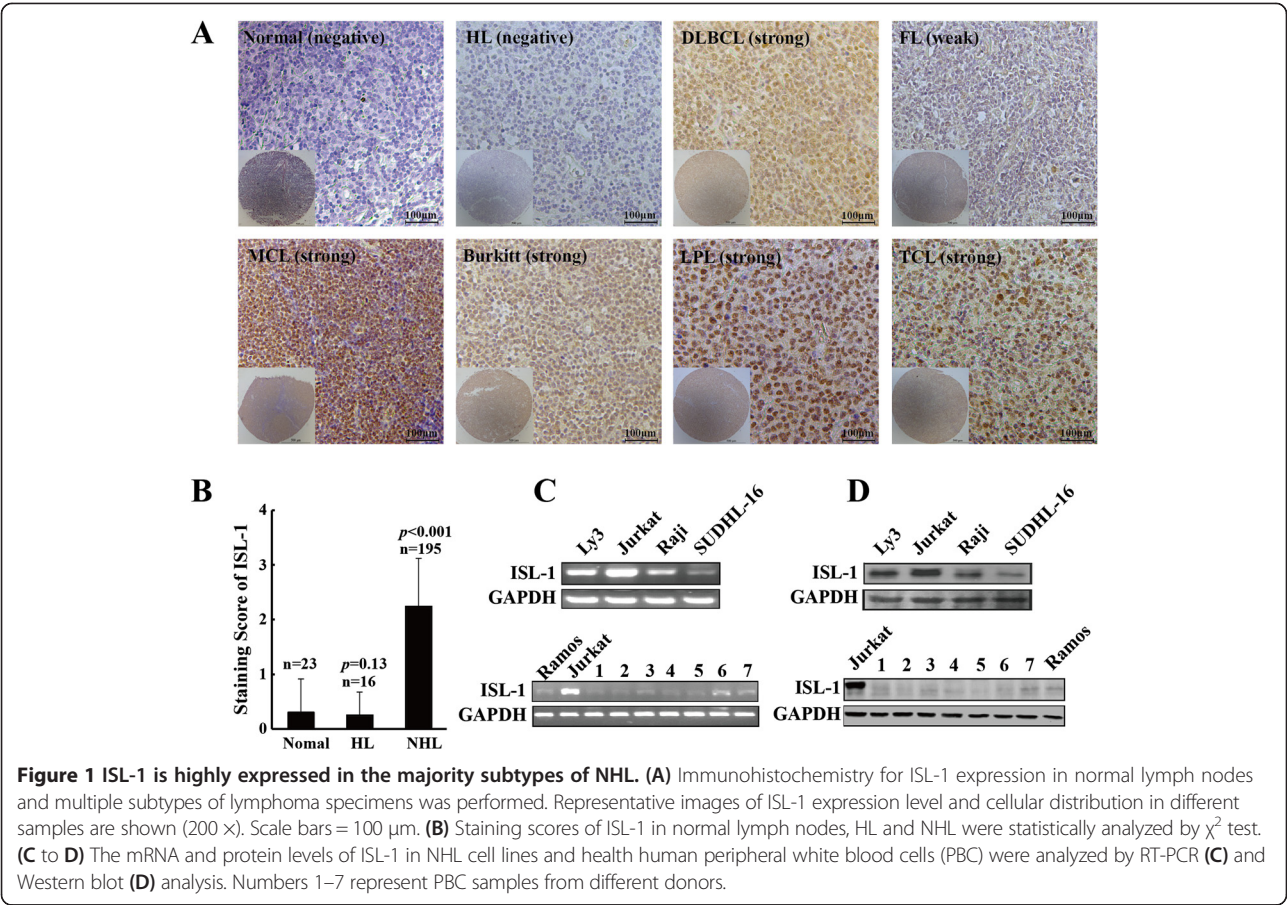 A
Normal (negative)
HL (negative)
DLBCL (strong)
FL (weak)
100µm
100µm
100µm
100µm
MCL (strong)
Burkitt (strong)
LPL (strong)
TCL (strong)
100µm
100µm
100µm
100µm
B
Staining Score of ISL-1
4
3
2
1
0
n=23
p=0.13
n=16
p<0.001
n=195
Nomal HL NHL
C
Ly3 Jurkat Raji SUDHL-16
ISL-1
GAPDH
Ramos Jurkat 1 2 3 4 5 6 7
ISL-1
GAPDH
D
Ly3 Jurkat Raji SUDHL-16
ISL-1
GAPDH
Jurkat 1 2 3 4 5 6 7 Ramos
ISL-1
GAPDH
Figure 1 ISL-1 is highly expressed in the majority subtypes of NHL. (A) Immunohistochemistry for ISL-1 expression in normal lymph nodes
and multiple subtypes of lymphoma specimens was performed. Representative images of ISL-1 expression level and cellular distribution in different
samples are shown (200 ×). Scale bars = 100 μm. (B) Staining scores of ISL-1 in normal lymph nodes, HL and NHL were statistically analyzed by χ² test.
(C to D) The mRNA and protein levels of ISL-1 in NHL cell lines and health human peripheral white blood cells (PBC) were analyzed by RT-PCR (C) and
Western blot (D) analysis. Numbers 1–7 represent PBC samples from different donors.